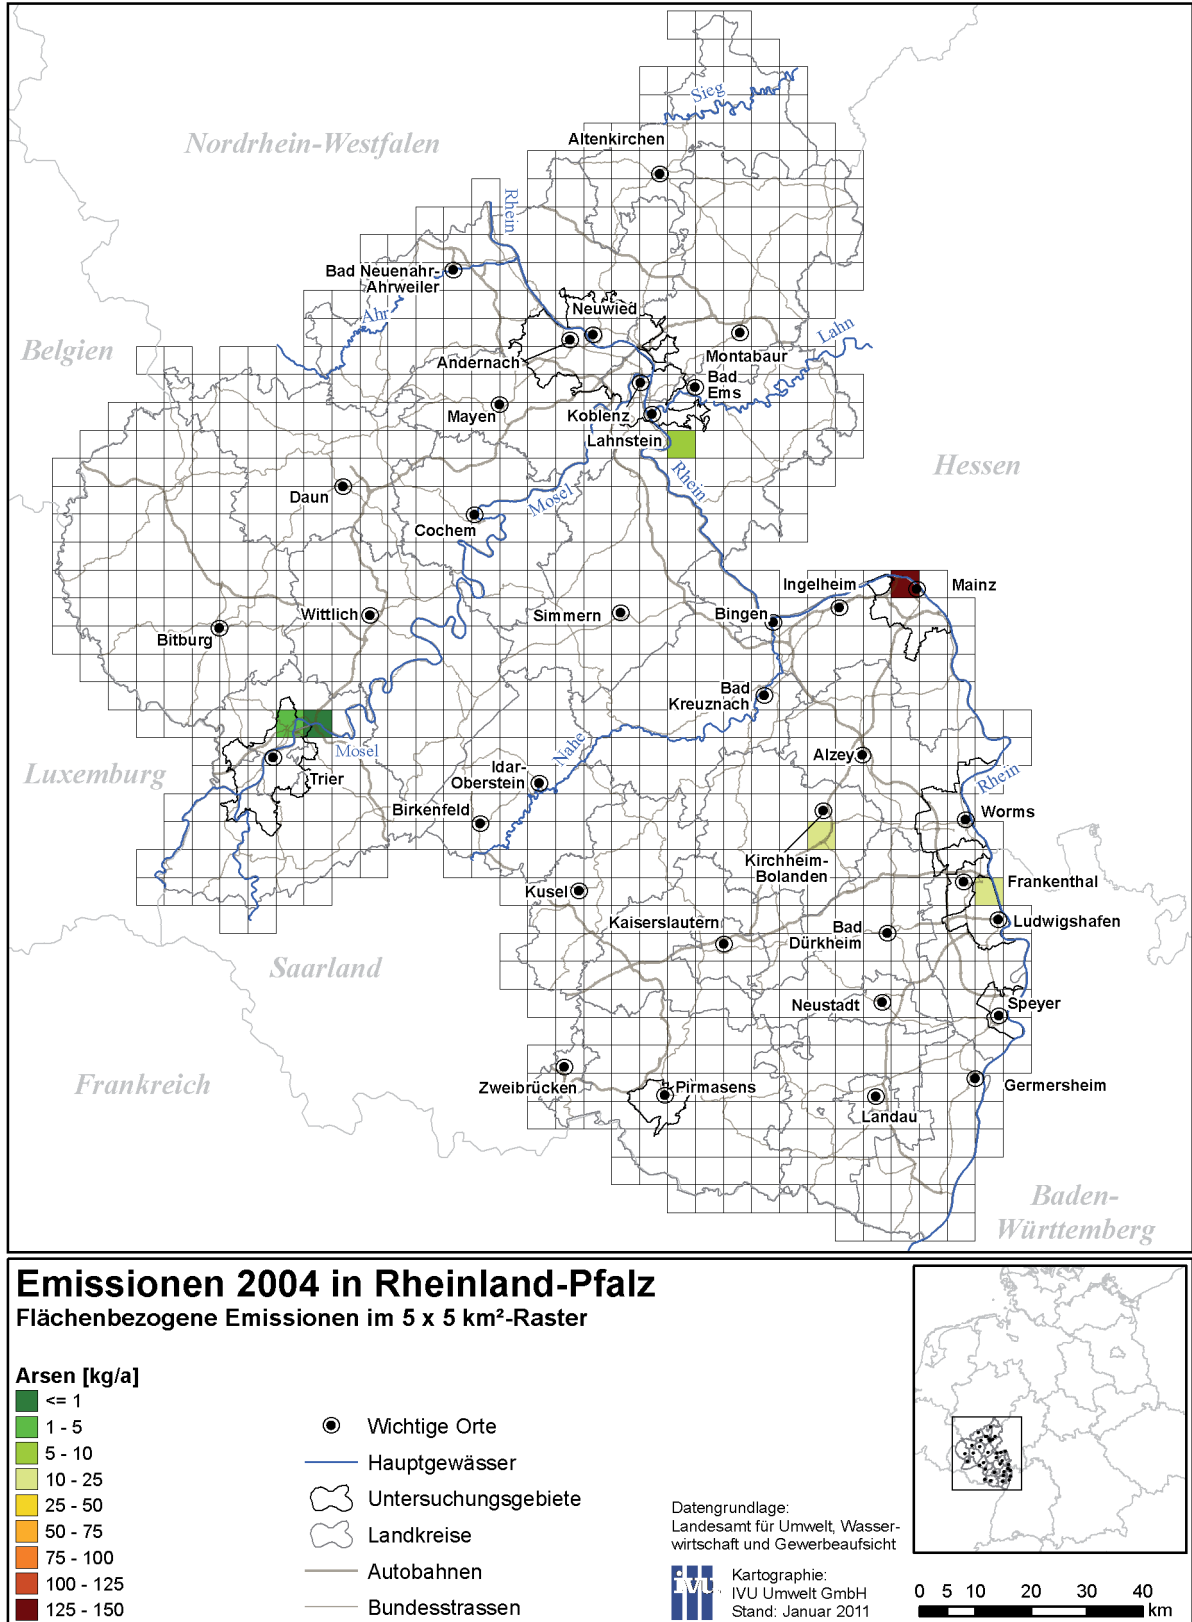 Sieg
Altenkirchen
Nordrhein-Westfalen
Rhein
Bad Neuenahr-
Ahrweiler
Ahr
Neuwied
Belgien
Lahn
Andernach
Montabaur
Bad
Ems
Mayen
Koblenz
Lahnstein
Hessen
Rhein
Daun
Mosel
Cochem
Ingelheim
Mainz
Wittlich
Simmern
Bingen
Bitburg
Bad
Kreuznach
Mosel
Nahe
Alzey
Luxemburg
Trier
Idar-
Oberstein
Rhein
Birkenfeld
Worms
Kirchheim-
Bolanden
Kusel
Frankenthal
Kaiserslautern
Bad
Dürkheim
Ludwigshafen
Saarland
Neustadt
Speyer
Frankreich
Zweibrücken
Pirmasens
Germersheim
Landau
Baden-
Württemberg
Emissionen 2004 in Rheinland-Pfalz
Flächenbezogene Emissionen im 5 x 5 km²-Raster
Arsen [kg/a]
<= 1
1 - 5
5 - 10
10 - 25
25 - 50
50 - 75
75 - 100
100 - 125
125 - 150
Wichtige Orte
Hauptgewässer
Untersuchungsgebiete
Landkreise
Autobahnen
Bundesstrassen
Datengrundlage:
Landesamt für Umwelt, Wasser-
wirtschaft und Gewerbeaufsicht
ivu
Kartographie:
IVU Umwelt GmbH
Stand: Januar 2011
0 5 10 20 30 40
km